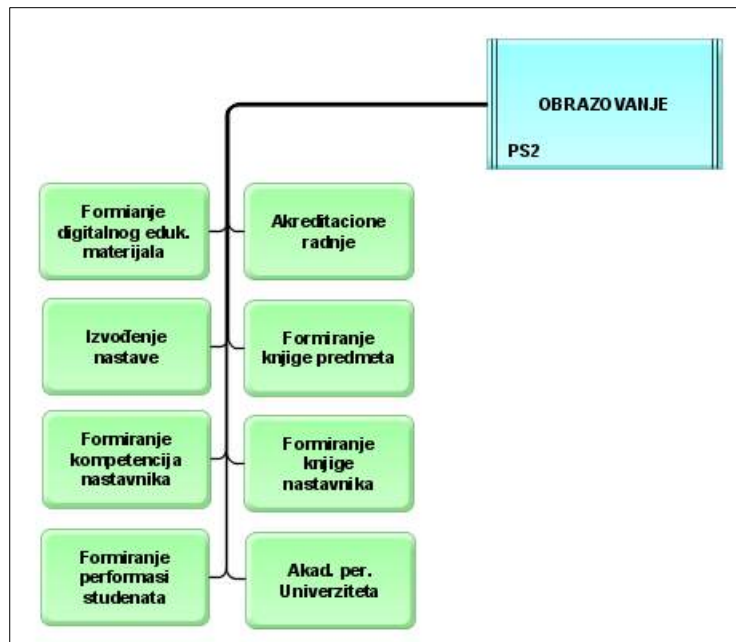 OBRAZOVANJE
PS2
Formianje
digitalnog eduk.
materijala
Akreditacione
radnje
Izvođenje
nastave
Formiranje
knjige predmeta
Formiranje
kompetencija
nastavnika
Formiranje
knjige
nastavnika
Formiranje
performasi
studenata
Akad. per.
Univerziteta